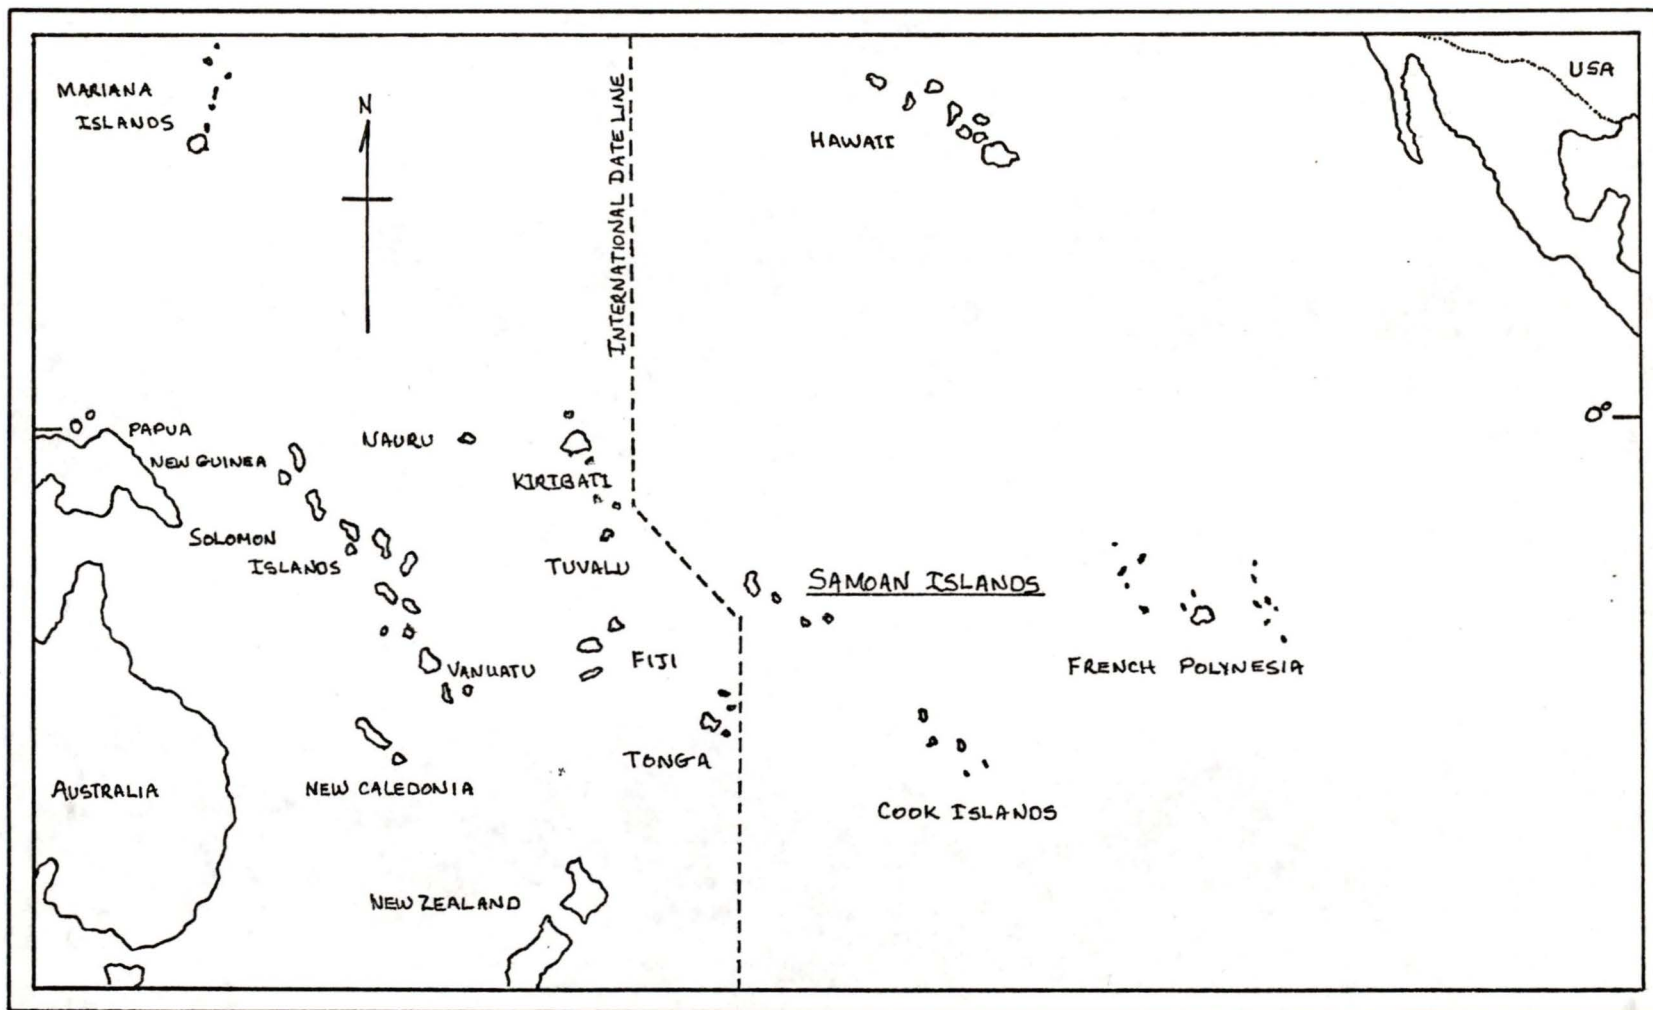 MARIANA
ISLANDS
N
INTERNATIONAL DATE LINE
HAWAII
USA
PAPUA
NEW GUINEA
NAURU
KIRIBATI
SOLOMON
ISLANDS
TUVALU
SAMOAN ISLANDS
VANUATU
FIJI
FRENCH POLYNESIA
TONGA
AUSTRALIA
NEW CALEDONIA
COOK ISLANDS
NEW ZEALAND